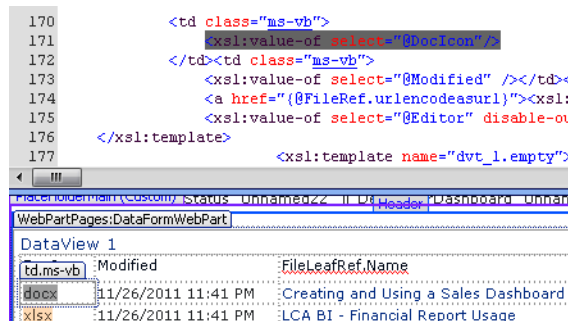 170 <td class="ms-vb">
171 <xsl:value-of select="@DocIcon"/>
172 </td><td class="ms-vb">
173 <xsl:value-of select="@Modified" /></td>
174 <a href="{@FileRef.urlencodeasurl}"><xsl:
175 <xsl:value-of select="@Editor" disable-ou
176 </xsl:template>
177 <xsl:template name="dvt_1.empty">
PlaceHolderMain (Custom) Status Unnamed22 Header Dashboard Unnam
WebPartPages:DataFormWebPart
DataView 1
td.ms-vb Modified FileLeafRef.Name
docx 11/26/2011 11:41 PM Creating and Using a Sales Dashboard
xlsx 11/26/2011 11:41 PM LCA BI - Financial Report Usage